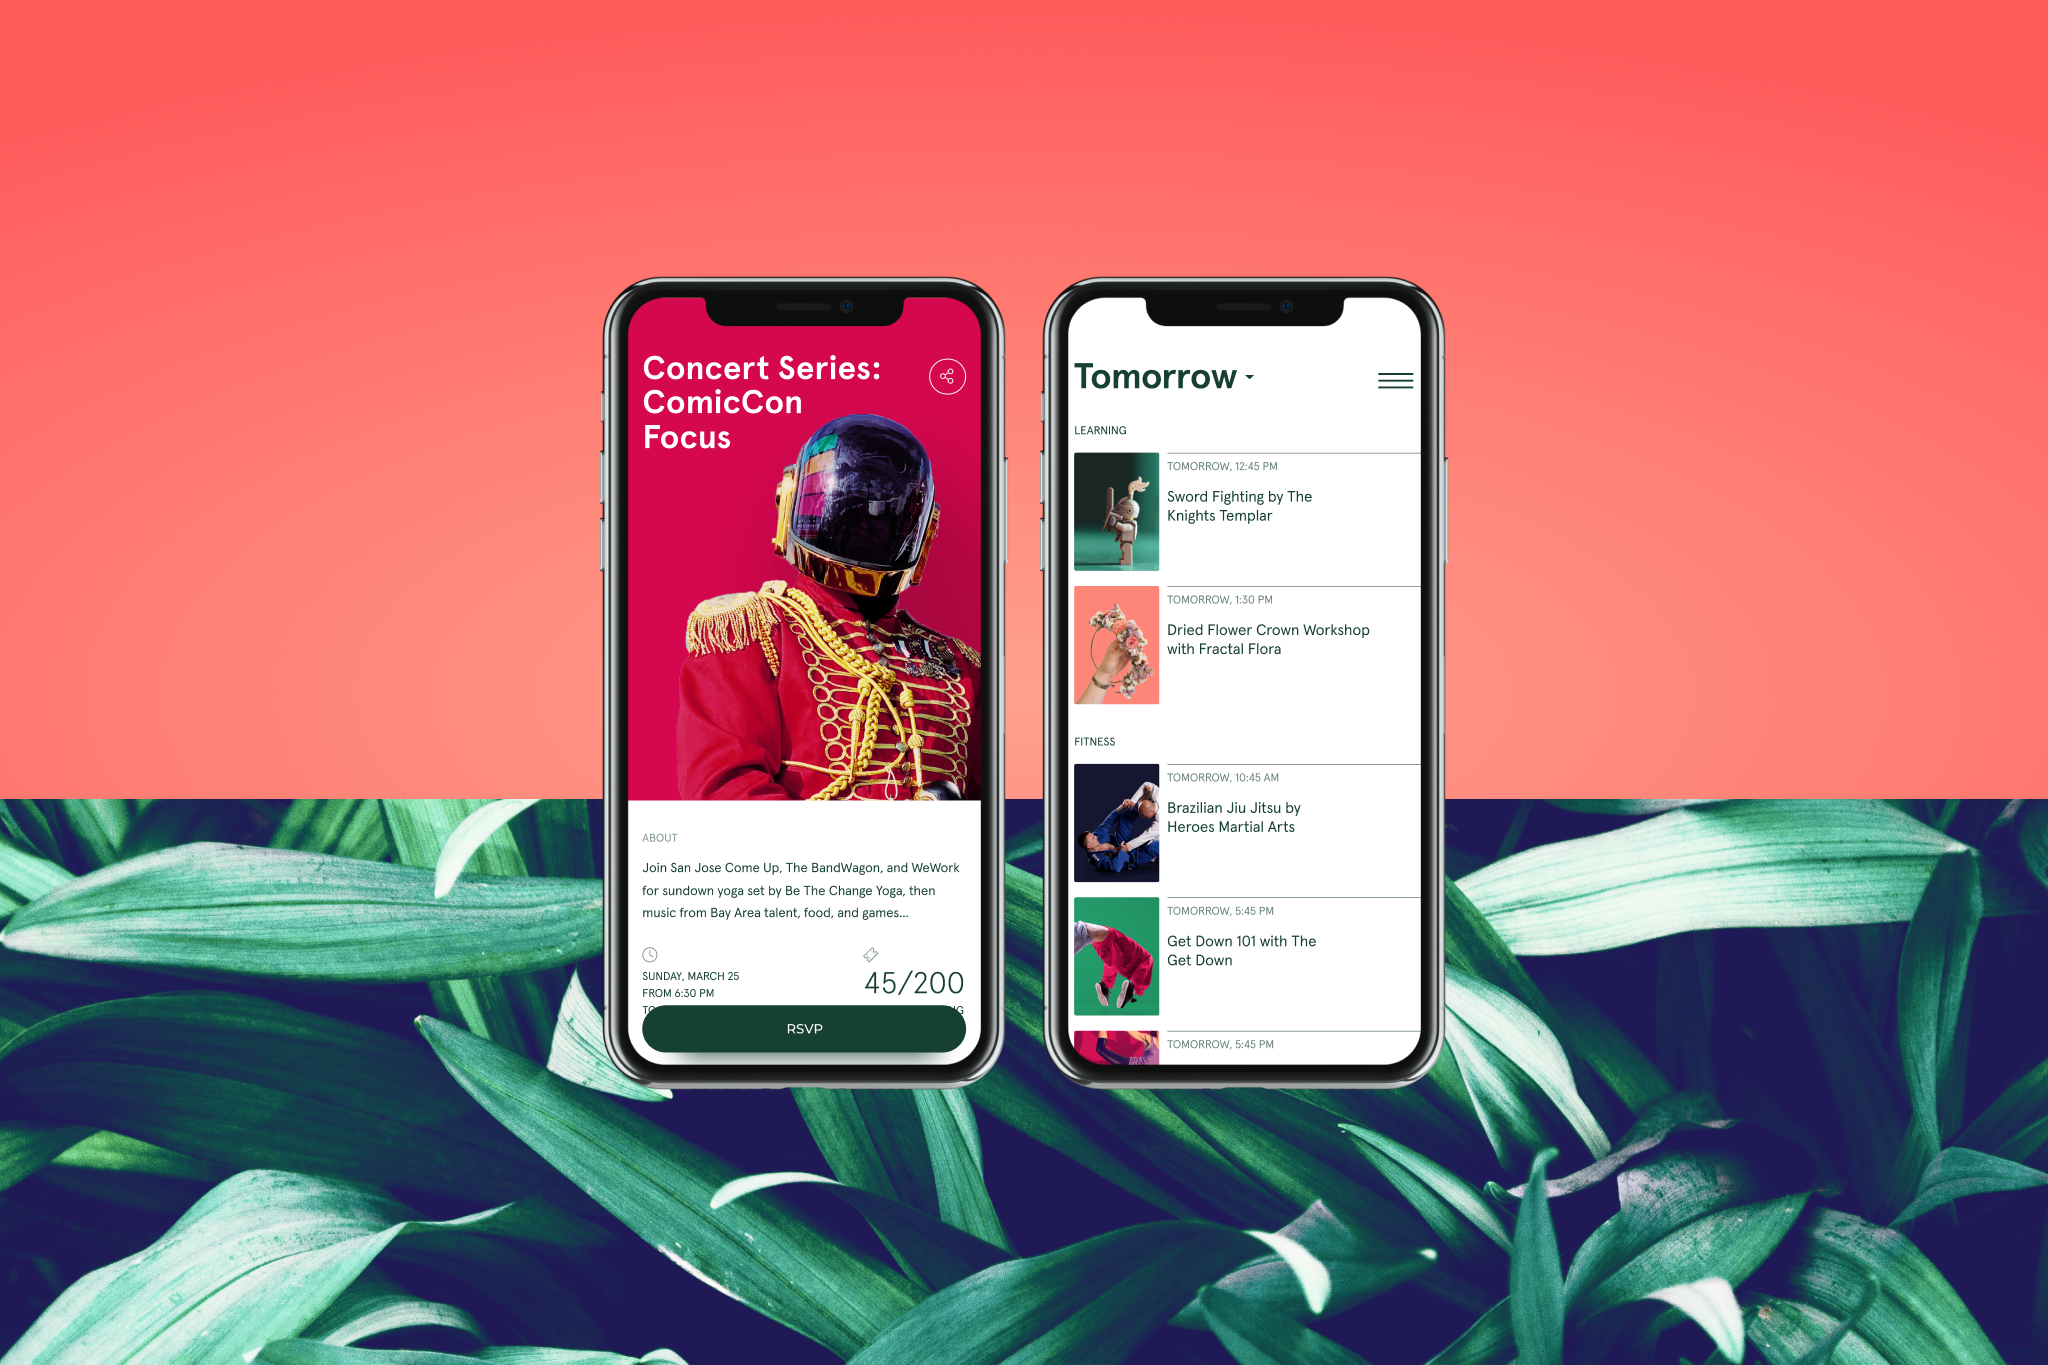 Concert Series:
ComicCon
Focus
ABOUT
Join San Jose Come Up, The BandWagon, and WeWork
for sundown yoga set by Be The Change Yoga, then
music from Bay Area talent, food, and games...
SUNDAY, MARCH 25
FROM 6:30 PM
45/200
RSVP
Tomorrow
LEARNING
TOMORROW, 12:45 PM
Sword Fighting by The
Knights Templar
TOMORROW, 1:30 PM
Dried Flower Crown Workshop
with Fractal Flora
FITNESS
TOMORROW, 10:45 AM
Brazilian Jiu Jitsu by
Heroes Martial Arts
TOMORROW, 5:45 PM
Get Down 101 with The
Get Down
TOMORROW, 5:45 PM